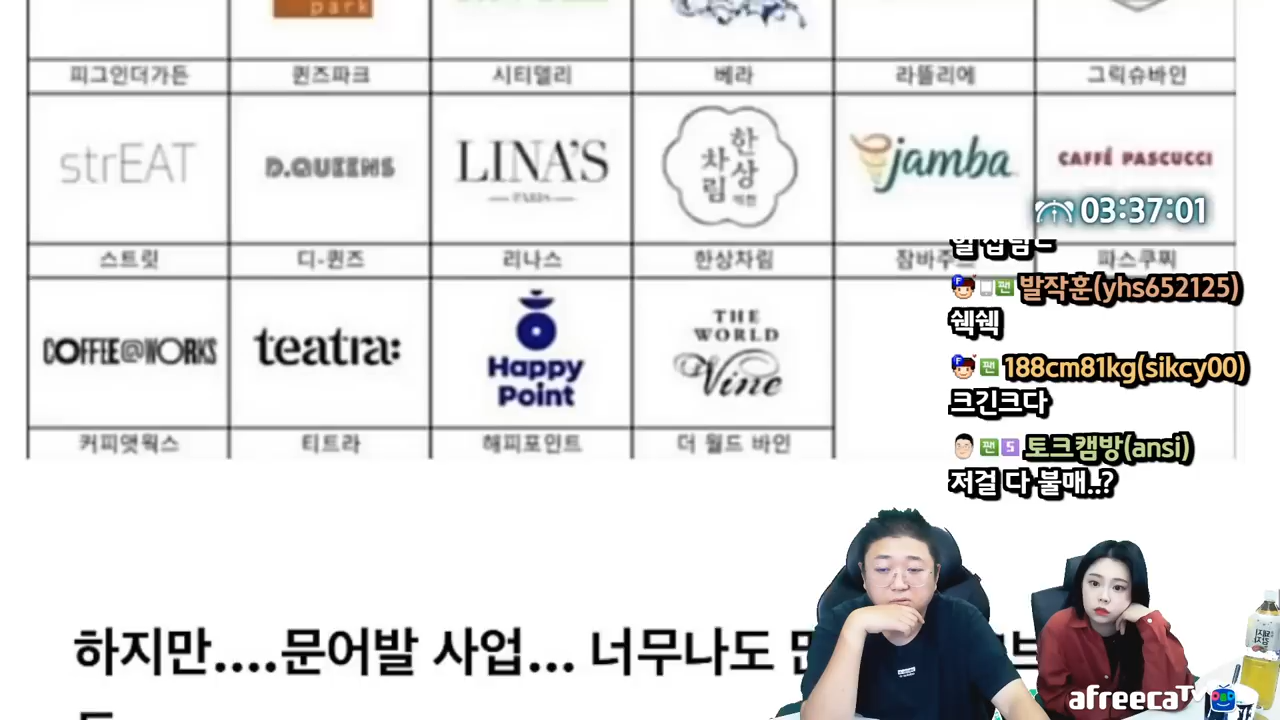 park
피그인더가든 퀸즈파크 시티델리 베라 라뜰리에 그릭슈바인
strEAT D.QUEENS LINA'S PARIS 한상차림 jamba CAFFÉ PASCUCCI
03:37:01
스트릿 디-퀸즈 리나스 한상차림 잠바주스 파스쿠찌
발작훈(yhs652125)
쉑쉑
188cm81kg(sikcy00)
크긴크다
토크캠방(ansi)
저걸 다 불매..?
COFFEE@WORKS teatra: Happy Point THE WORLD Vine
커피앳웍스 티트라 해피포인트 더 월드 바인
하지만....문어발 사업... 너무나도
afreecaTV